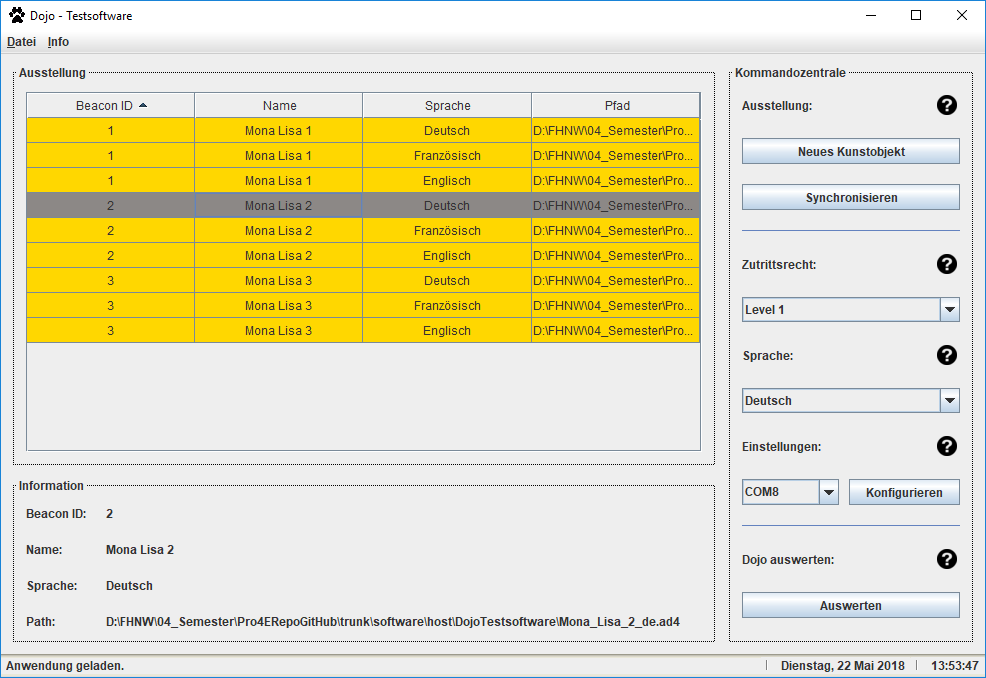 Dojo - Testsoftware
Datei Info
Ausstellung
Beacon ID Name Sprache Pfad
1 Mona Lisa 1 Deutsch D:\FHNW\04_Semester\Pro...
1 Mona Lisa 1 Französisch D:\FHNW\04_Semester\Pro...
1 Mona Lisa 1 Englisch D:\FHNW\04_Semester\Pro...
2 Mona Lisa 2 Deutsch D:\FHNW\04_Semester\Pro...
2 Mona Lisa 2 Französisch D:\FHNW\04_Semester\Pro...
2 Mona Lisa 2 Englisch D:\FHNW\04_Semester\Pro...
3 Mona Lisa 3 Deutsch D:\FHNW\04_Semester\Pro...
3 Mona Lisa 3 Französisch D:\FHNW\04_Semester\Pro...
3 Mona Lisa 3 Englisch D:\FHNW\04_Semester\Pro...
Information
Beacon ID: 2
Name: Mona Lisa 2
Sprache: Deutsch
Path: D:\FHNW\04_Semester\Pro4ERepoGitHub\trunk\software\host\DojoTestsoftware\Mona_Lisa_2_de.ad4
Kommandozentrale
Ausstellung: ?
Neues Kunstobjekt
Synchronisieren
Zutrittsrecht: ?
Level 1
Sprache: ?
Deutsch
Einstellungen: ?
COM8 Konfigurieren
Dojo auswerten: ?
Auswerten
Anwendung geladen. Dienstag, 22 Mai 2018 13:53:47